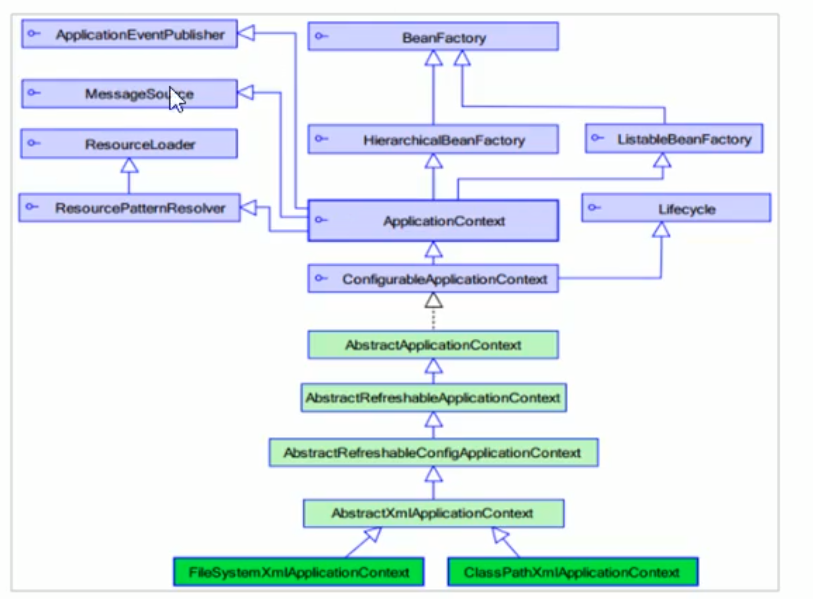 ApplicationEventPublisher
BeanFactory
MessageSource
ResourceLoader
HierarchicalBeanFactory
ListableBeanFactory
ResourcePatternResolver
ApplicationContext
Lifecycle
ConfigurableApplicationContext
AbstractApplicationContext
AbstractRefreshableApplicationContext
AbstractRefreshableConfigApplicationContext
AbstractXmlApplicationContext
FileSystemXmlApplicationContext
ClassPathXmlApplicationContext